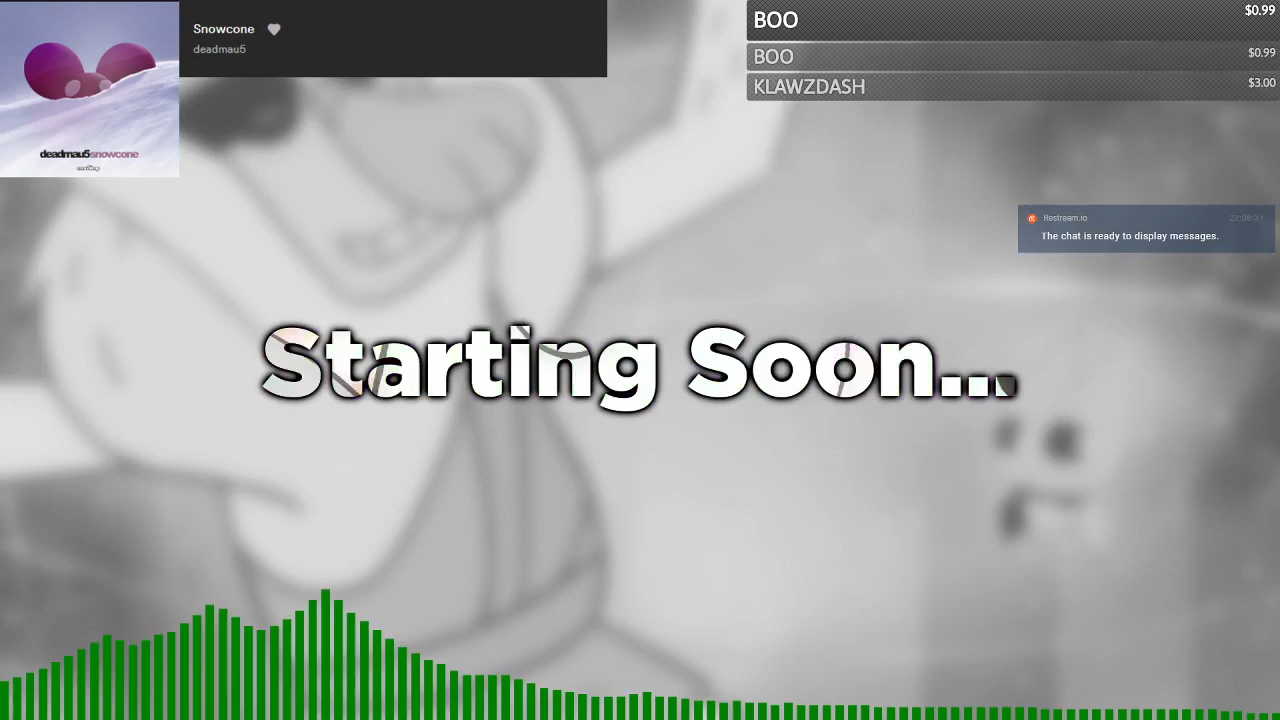 Snowcone
deadmau5
deadmau5snowcone
BOO $0.99
BOO $0.99
KLAWZDASH $3.00
Restream.io
The chat is ready to display messages.
Starting Soon...